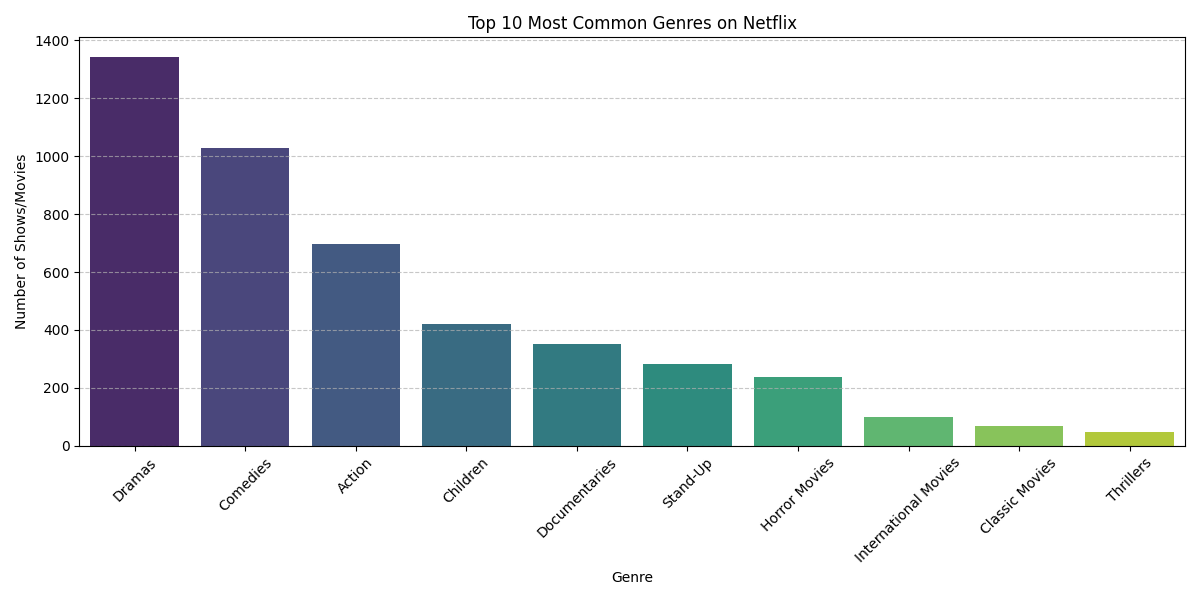 Top 10 Most Common Genres on Netflix
Number of Shows/Movies
1400
1200
1000
800
600
400
200
0
Dramas
Comedies
Action
Children
Documentaries
Stand-Up
Horror Movies
International Movies
Classic Movies
Thrillers
Genre